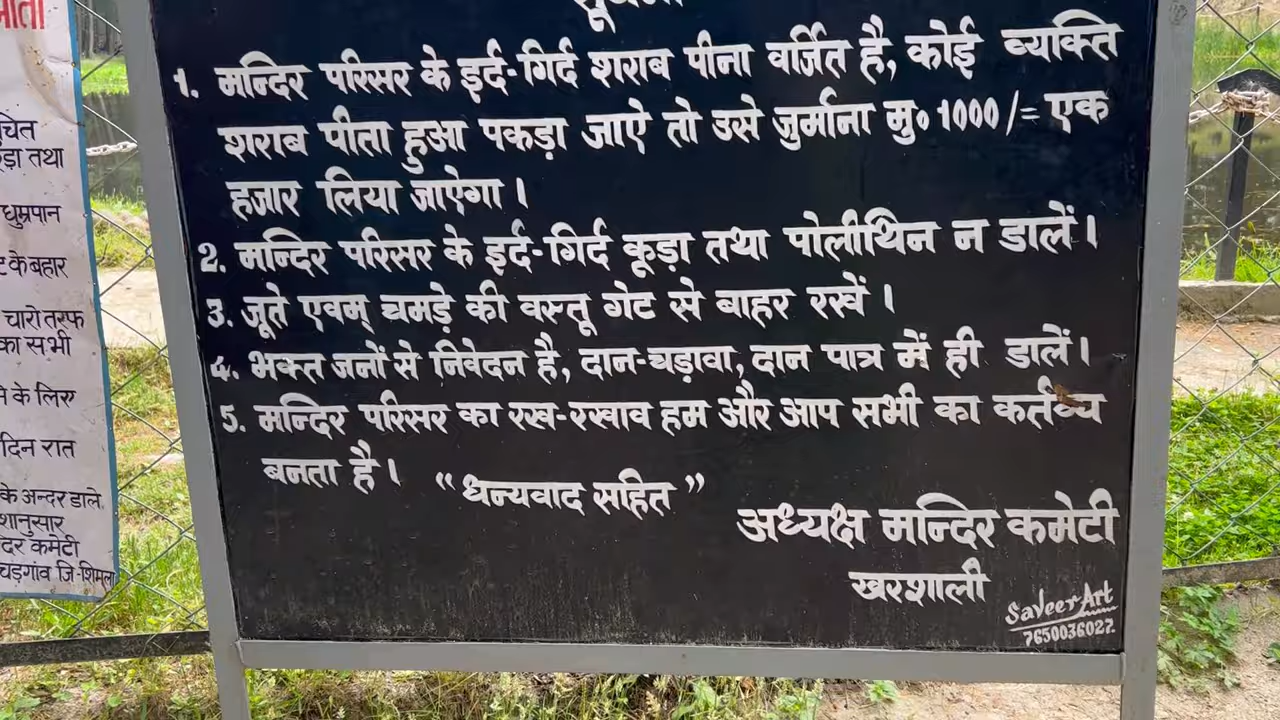 सूचना
1. मन्दिर परिसर के इर्द-गिर्द शराब पीना वर्जित है, कोई व्यक्ति
शराब पीता हुआ पकड़ा जाऐ तो उसे जुर्माना मु० 1000/= एक
हजार लिया जाऐगा।
2. मन्दिर परिसर के इर्द-गिर्द कूड़ा तथा पोलीथिन न डालें।
3. जूते एवम् चमड़े की वस्तू गेट से बाहर रखें।
4. भक्त जनों से निवेदन है, दान-चड़ावा, दान पात्र में ही डालें।
5. मन्दिर परिसर का रख-रखाव हम और आप सभी का कर्तव्य
बनता है।
"धन्यवाद सहित"
अध्यक्ष मन्दिर कमेटी
खरशाली
SaveerArt
7650036027.
तथा
धुम्रपान
के बहार
चारो तरफ
का सभी
के लिए
दिन रात
के अन्दर डाले.
कमेटी
चड़गांव जि-शिमला